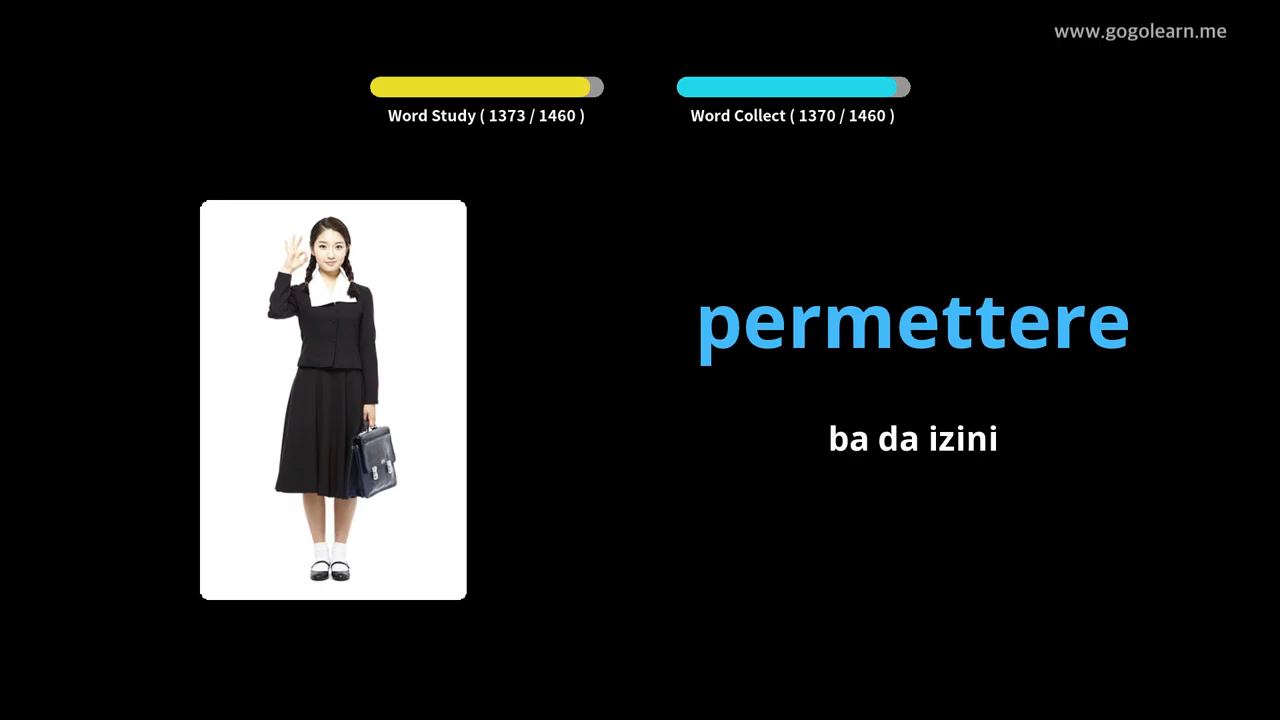 www.gogolearn.me
Word Study ( 1373 / 1460 )
Word Collect ( 1370 / 1460 )
permettere
ba da izini